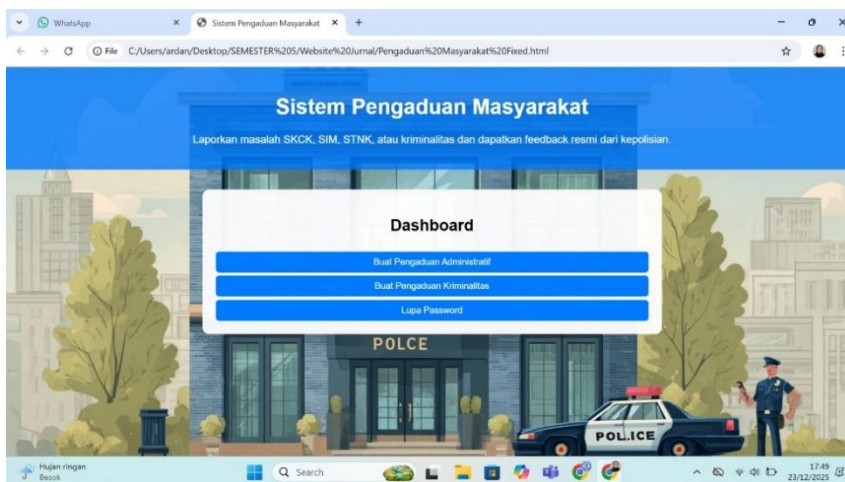 WhatsApp
Sistem Pengaduan Masyarakat
File C:/Users/ardan/Desktop/SEMESTER%205/Website%20Jurnal/Pengaduan%20Masyarakat%20Fixed.html
Sistem Pengaduan Masyarakat
Laporkan masalah SKCK, SIM, STNK, atau kriminalitas dan dapatkan feedback resmi dari kepolisian.
Dashboard
Buat Pengaduan Administratif
Buat Pengaduan Kriminalitas
Lupa Password
POLCE
POL.ICE
Hujan ringan
Besok
Search
17.49
23/12/2025